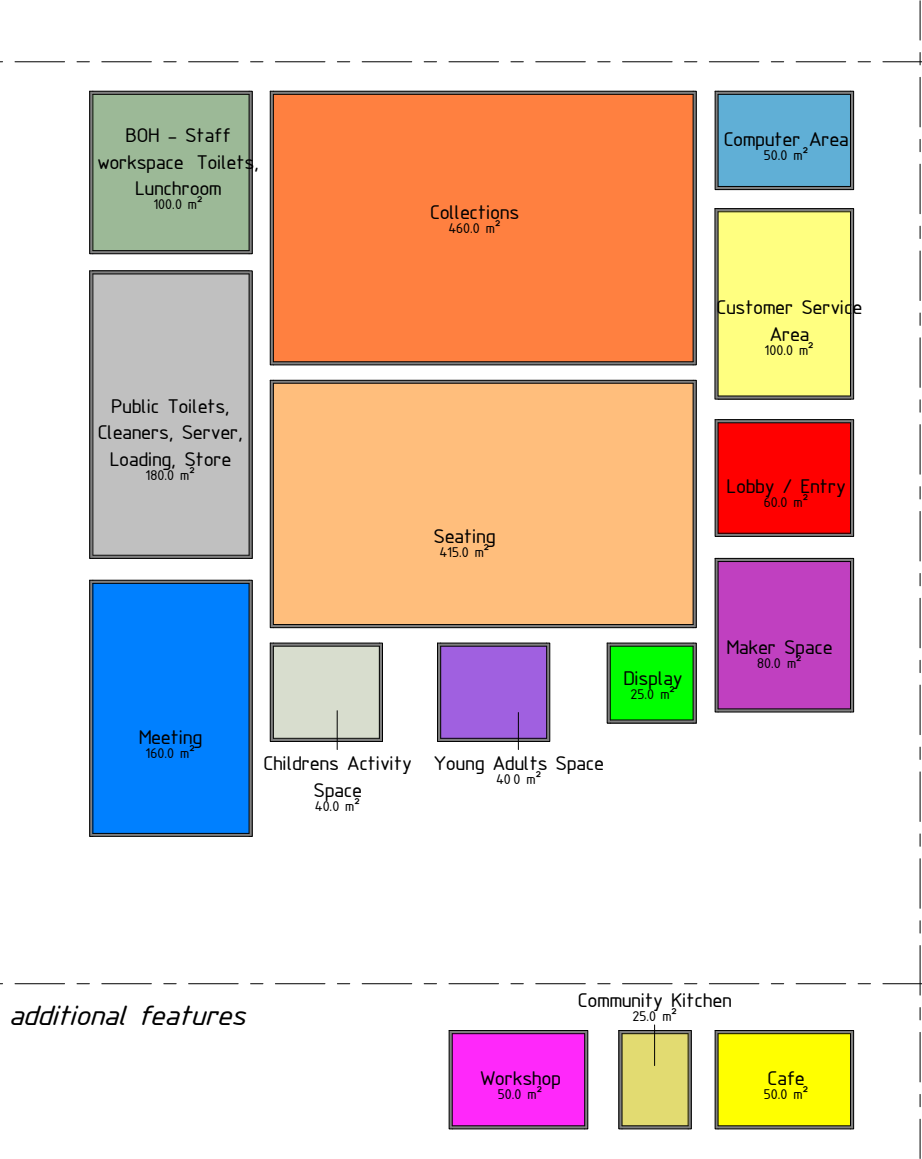 BOH - Staff
workspace Toilets,
Lunchroom
100.0 m²
Collections
460.0 m²
Computer Area
50.0 m²
Customer Service
Area
100.0 m²
Public Toilets,
Cleaners, Server,
Loading, Store
180.0 m²
Lobby / Entry
60.0 m²
Seating
415.0 m²
Maker Space
80.0 m²
Display
25.0 m²
Meeting
160.0 m²
Childrens Activity
Space
40.0 m²
Young Adults Space
40 0 m²
additional features
Community Kitchen
25.0 m²
Workshop
50.0 m²
Cafe
50.0 m²